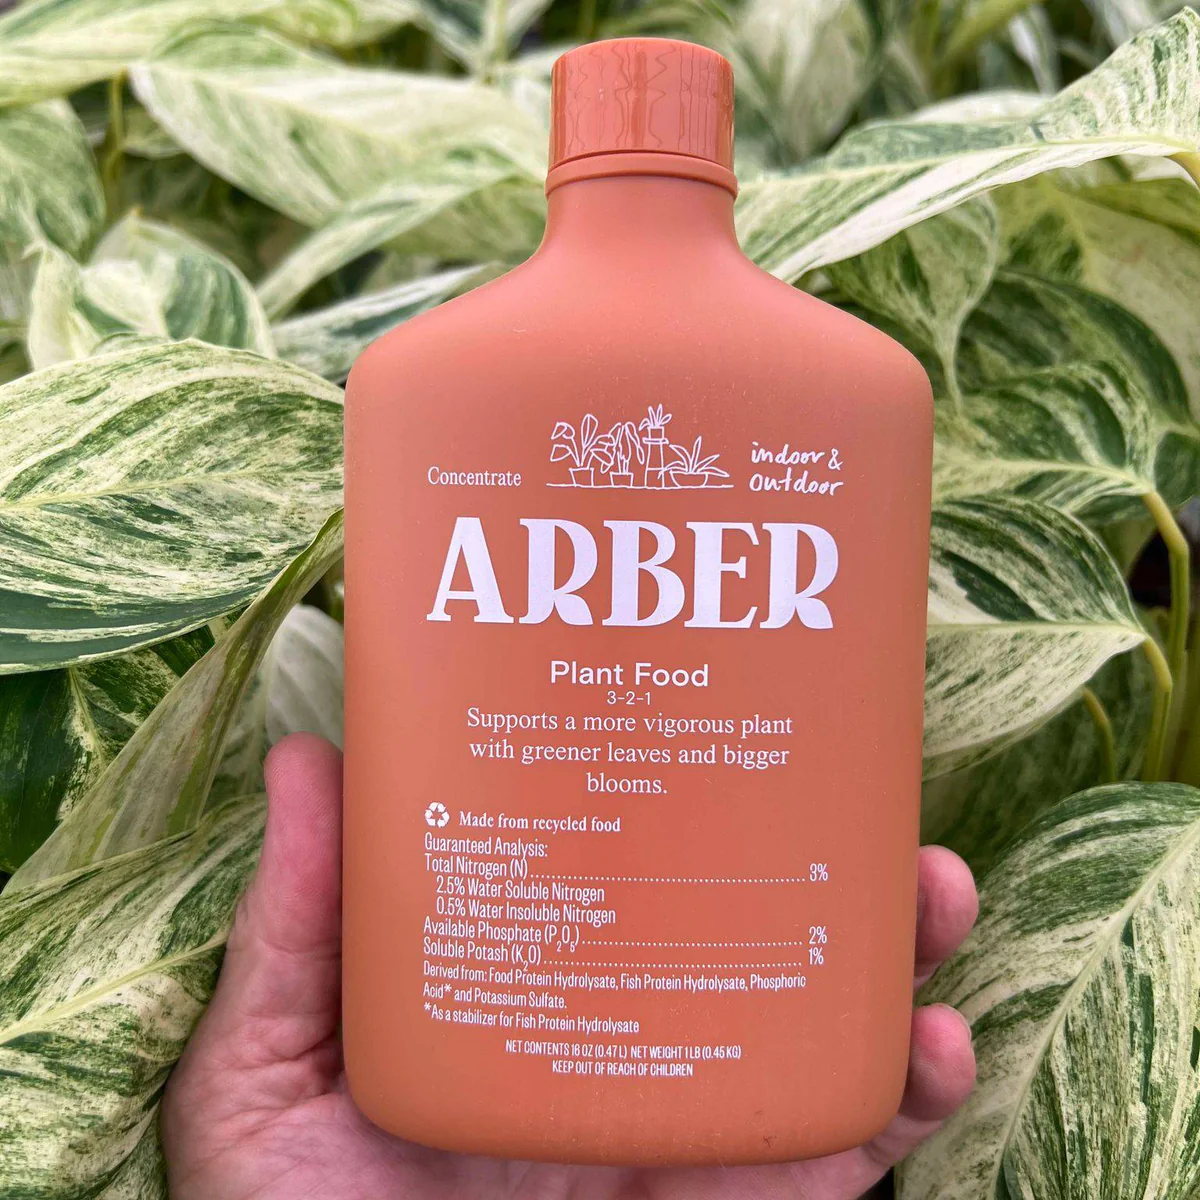 Concentrate
indoor &
outdoor
ARBER
Plant Food
3-2-1
Supports a more vigorous plant
with greener leaves and bigger
blooms.
Made from recycled food
Guaranteed Analysis:
Total Nitrogen (N)........................................ 3%
2.5% Water Soluble Nitrogen
0.5% Water Insoluble Nitrogen
Available Phosphate (P₂O₅)................................ 2%
Soluble Potash (K₂O)........................................ 1%
Derived from: Food Protein Hydrolysate, Fish Protein Hydrolysate, Phosphoric
Acid* and Potassium Sulfate.
*As a stabilizer for Fish Protein Hydrolysate
NET CONTENTS 16 OZ (0.47 L) NET WEIGHT 1 LB (0.45 KG)
KEEP OUT OF REACH OF CHILDREN